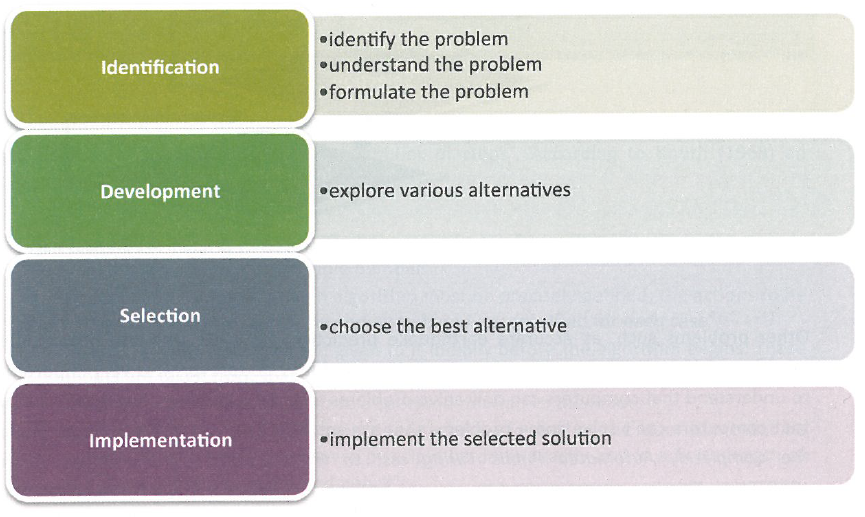 Identification
•identify the problem
•understand the problem
•formulate the problem
Development
•explore various alternatives
Selection
•choose the best alternative
Implementation
•implement the selected solution